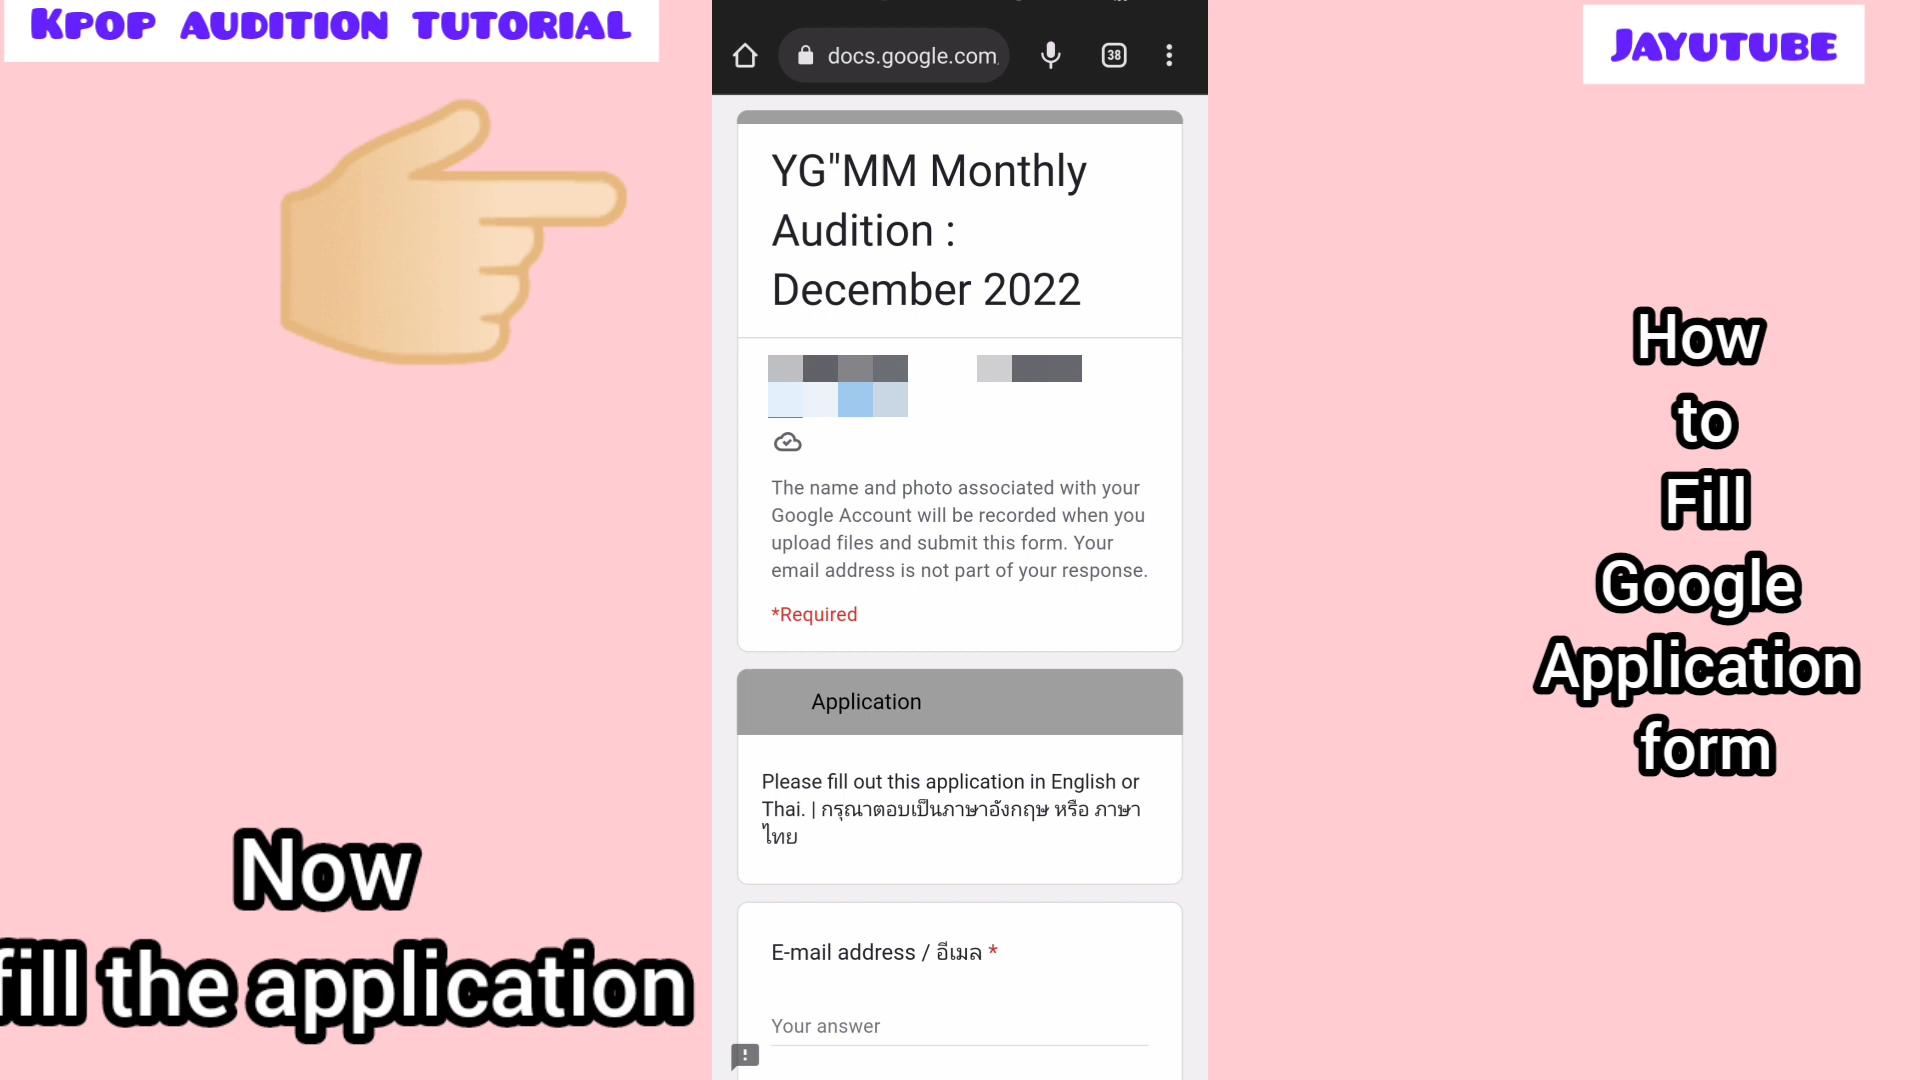 KPOP AUDITION TUTORIAL
JAYUTUBE
docs.google.com
38
YG"MM Monthly
Audition :
December 2022
The name and photo associated with your
Google Account will be recorded when you
upload files and submit this form. Your
email address is not part of your response.
*Required
Application
Please fill out this application in English or
Thai. | กรุณาตอบเป็นภาษาอังกฤษ หรือ ภาษา
ไทย
E-mail address / อีเมล *
Your answer
How
to
Fill
Google
Application
form
Now
fill the application